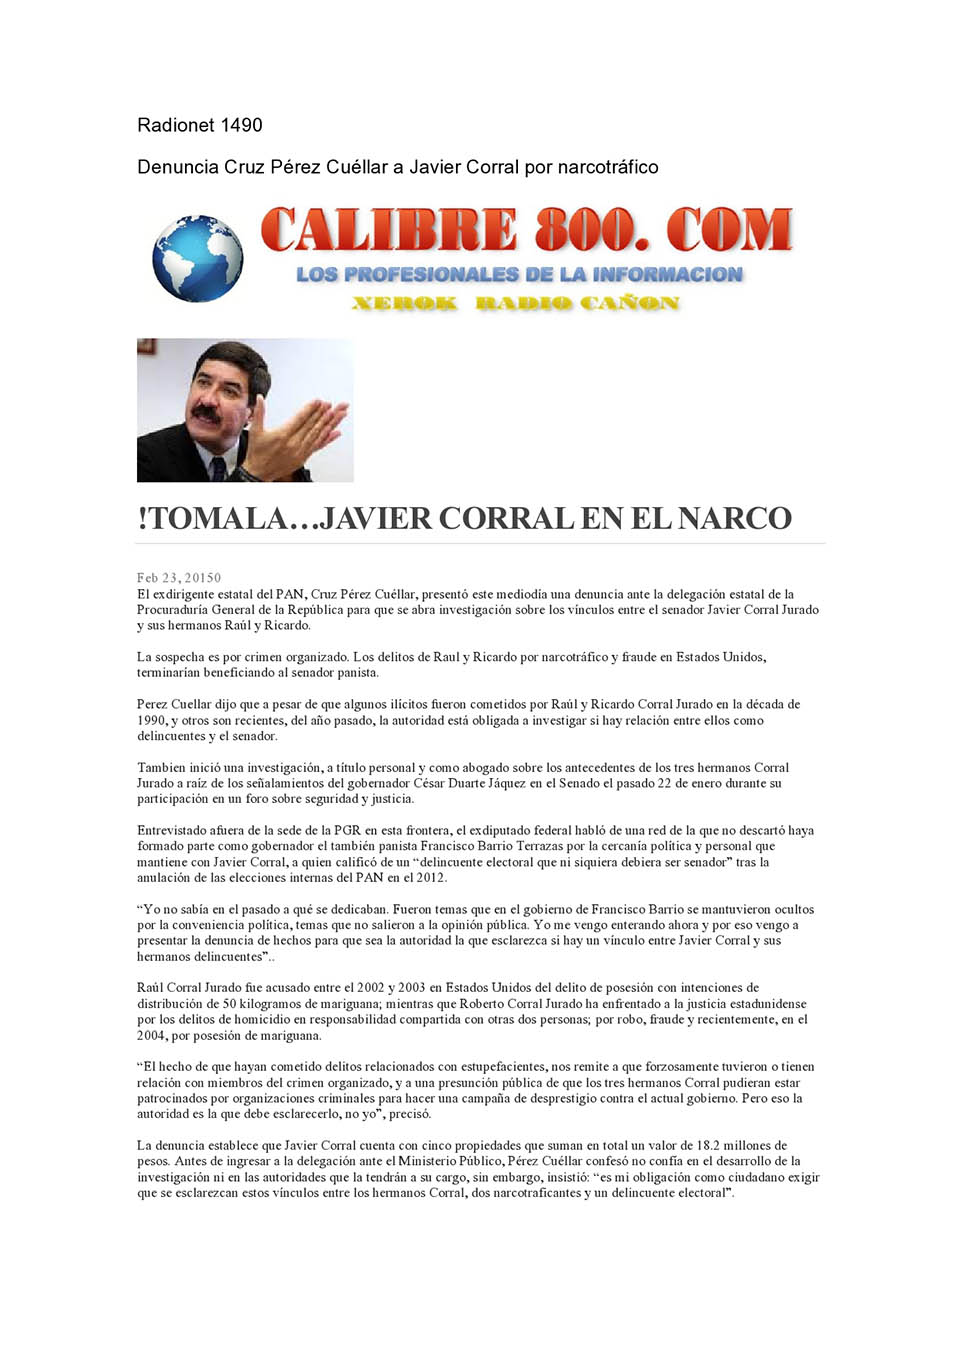 Radionet 1490
Denuncia Cruz Pérez Cuéllar a Javier Corral por narcotráfico
CALIBRE 800. COM
LOS PROFESIONALES DE LA INFORMACION
XEROK RADIO CAÑON
!TOMALA…JAVIER CORRAL EN EL NARCO
Feb 23, 20150
El exdirigente estatal del PAN, Cruz Pérez Cuéllar, presentó este mediodía una denuncia ante la delegación estatal de la
Procuraduría General de la República para que se abra investigación sobre los vínculos entre el senador Javier Corral Jurado
y sus hermanos Raúl y Ricardo.
La sospecha es por crimen organizado. Los delitos de Raul y Ricardo por narcotráfico y fraude en Estados Unidos,
terminarían beneficiando al senador panista.
Perez Cuellar dijo que a pesar de que algunos ilícitos fueron cometidos por Raúl y Ricardo Corral Jurado en la década de
1990, y otros son recientes, del año pasado, la autoridad está obligada a investigar si hay relación entre ellos como
delincuentes y el senador.
Tambien inició una investigación, a título personal y como abogado sobre los antecedentes de los tres hermanos Corral
Jurado a raíz de los señalamientos del gobernador César Duarte Jáquez en el Senado el pasado 22 de enero durante su
participación en un foro sobre seguridad y justicia.
Entrevistado afuera de la sede de la PGR en esta frontera, el exdiputado federal habló de una red de la que no descartó haya
formado parte como gobernador el también panista Francisco Barrio Terrazas por la cercanía política y personal que
mantiene con Javier Corral, a quien calificó de un “delincuente electoral que ni siquiera debiera ser senador” tras la
anulación de las elecciones internas del PAN en el 2012.
“Yo no sabía en el pasado a qué se dedicaban. Fueron temas que en el gobierno de Francisco Barrio se mantuvieron ocultos
por la conveniencia política, temas que no salieron a la opinión pública. Yo me vengo enterando ahora y por eso vengo a
presentar la denuncia de hechos para que sea la autoridad la que esclarezca si hay un vínculo entre Javier Corral y sus
hermanos delincuentes”..
Raúl Corral Jurado fue acusado entre el 2002 y 2003 en Estados Unidos del delito de posesión con intenciones de
distribución de 50 kilogramos de mariguana; mientras que Roberto Corral Jurado ha enfrentado a la justicia estadunidense
por los delitos de homicidio en responsabilidad compartida con otras dos personas; por robo, fraude y recientemente, en el
2004, por posesión de mariguana.
“El hecho de que hayan cometido delitos relacionados con estupefacientes, nos remite a que forzosamente tuvieron o tienen
relación con miembros del crimen organizado, y a una presunción pública de que los tres hermanos Corral pudieran estar
patrocinados por organizaciones criminales para hacer una campaña de desprestigio contra el actual gobierno. Pero eso la
autoridad es la que debe esclarecerlo, no yo”, precisó.
La denuncia establece que Javier Corral cuenta con cinco propiedades que suman en total un valor de 18.2 millones de
pesos. Antes de ingresar a la delegación ante el Ministerio Público, Pérez Cuéllar confesó no confía en el desarrollo de la
investigación ni en las autoridades que la tendrán a su cargo, sin embargo, insistió: “es mi obligación como ciudadano exigir
que se esclarezcan estos vínculos entre los hermanos Corral, dos narcotraficantes y un delincuente electoral”.